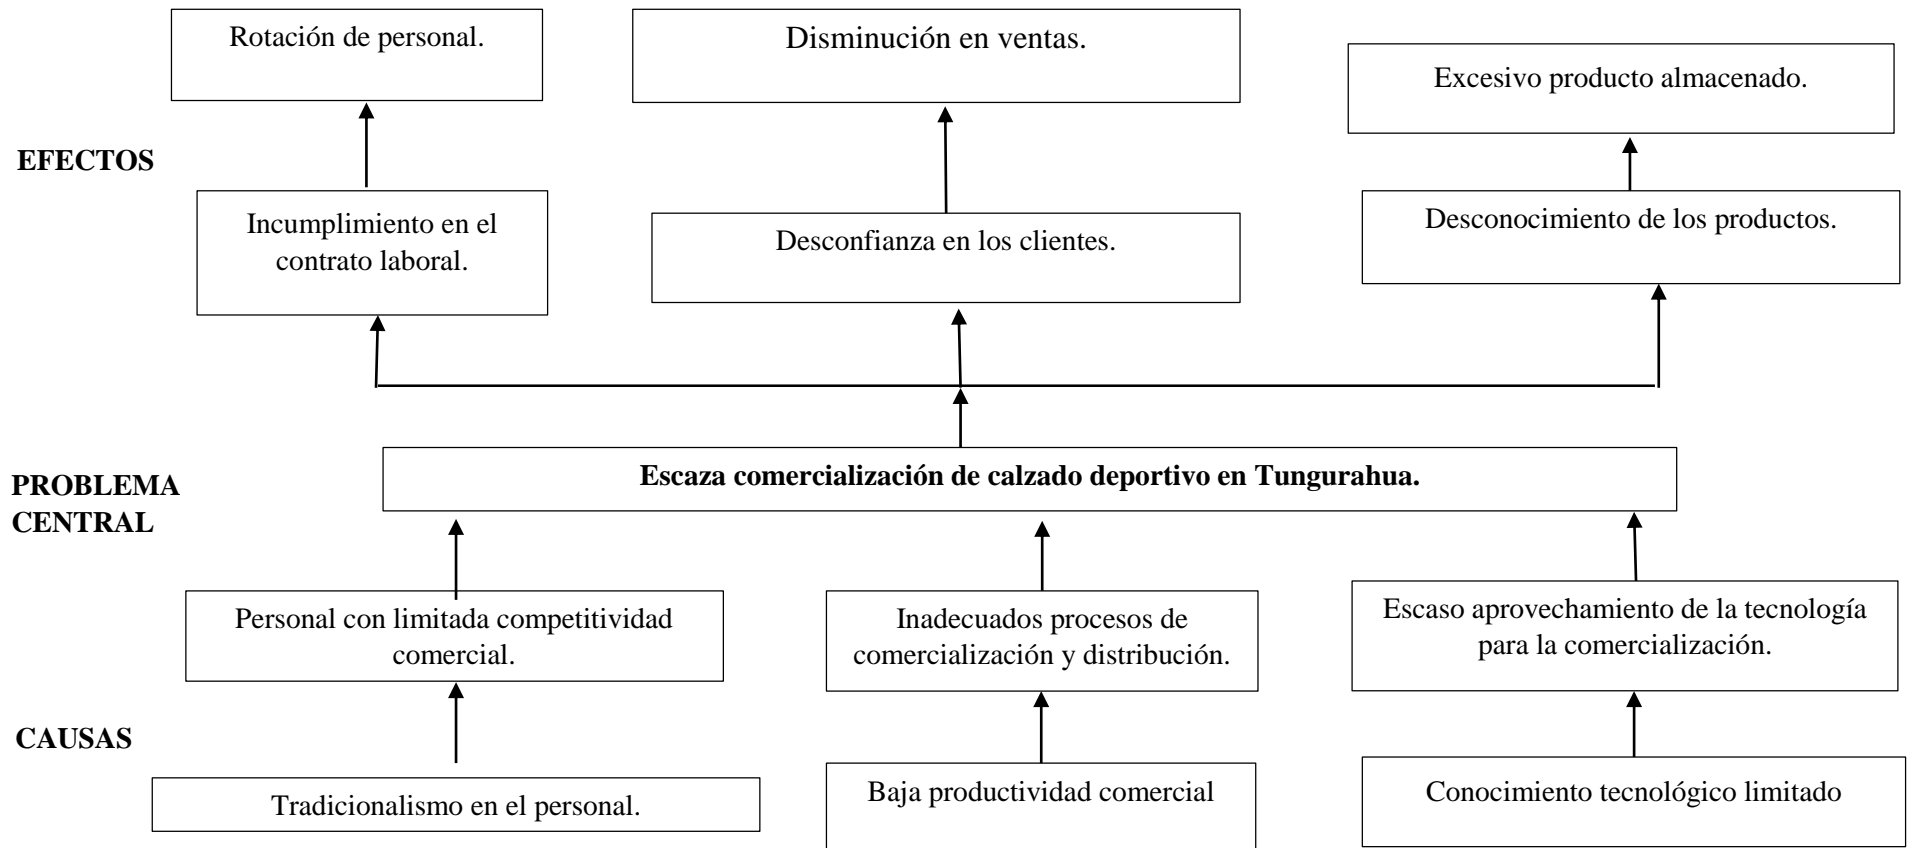 Rotación de personal.
Disminución en ventas.
Excesivo producto almacenado.
EFECTOS
Incumplimiento en el
contrato laboral.
Desconfianza en los clientes.
Desconocimiento de los productos.
PROBLEMA
CENTRAL
Escaza comercialización de calzado deportivo en Tungurahua.
Personal con limitada competitividad
comercial.
Inadecuados procesos de
comercialización y distribución.
Escaso aprovechamiento de la tecnología
para la comercialización.
CAUSAS
Tradicionalismo en el personal.
Baja productividad comercial
Conocimiento tecnológico limitado